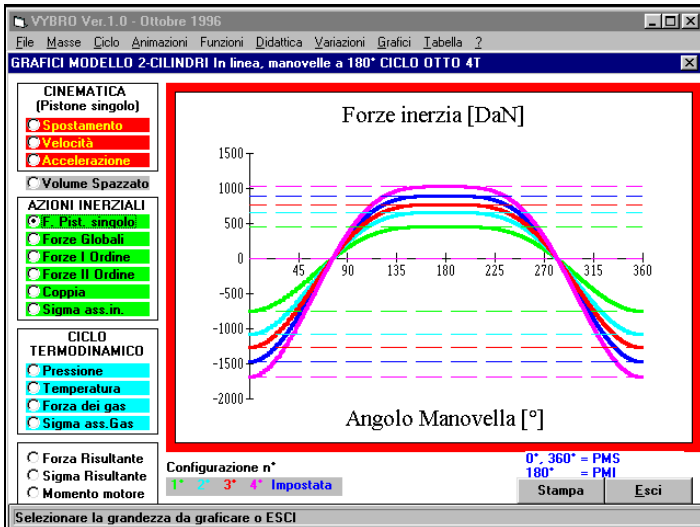 VYBRO Ver.1.0 - Ottobre 1996
File Masse Ciclo Animazioni Funzioni Didattica Variazioni Grafici Tabella ?
GRAFICI MODELLO 2-CILINDRI In linea, manovelle a 180° CICLO OTTO 4T
CINEMATICA
(Pistone singolo)
Spostamento
Velocità
Accelerazione
Volume Spazzato
AZIONI INERZIALI
F. Pist. singolo
Forze Globali
Forze I Ordine
Forze II Ordine
Coppia
Sigma ass.in.
CICLO
TERMODINAMICO
Pressione
Temperatura
Forza dei gas
Sigma ass.Gas
Forza Risultante
Sigma Risultante
Momento motore
Forze inerzia [DaN]
1500
1000
500
0
-500
-1000
-1500
-2000
45 90 135 180 225 270 315 360
Angolo Manovella [°]
Configurazione n°
1° 2° 3° 4° Impostata
0°, 360° = PMS
180° = PMI
Stampa Esci
Selezionare la grandezza da graficare o ESCI